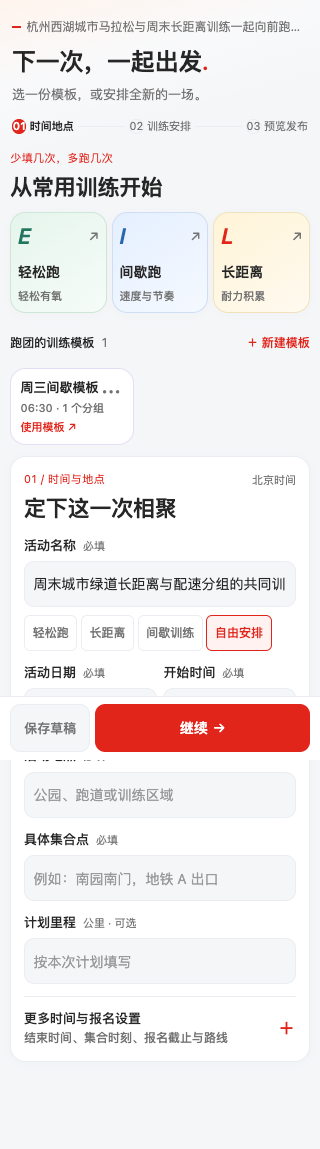 杭州西湖城市马拉松与周末长距离训练一起向前跑...
下一次，一起出发.
选一份模板，或安排全新的一场。
01 时间地点 02 训练安排 03 预览发布
少填几次，多跑几次
从常用训练开始
E ↗ I ↗ L ↗
轻松跑 间歇跑 长距离
轻松有氧 速度与节奏 耐力积累
跑团的训练模板 1 + 新建模板
周三间歇模板 ...
06:30 · 1 个分组
使用模板 ↗
01 / 时间与地点 北京时间
定下这一次相聚
活动名称 必填
周末城市绿道长距离与配速分组的共同训
轻松跑 长距离 间歇训练 自由安排
活动日期 必填 开始时间 必填
保存草稿 继续 →
公园、跑道或训练区域
具体集合点 必填
例如：南园南门，地铁 A 出口
计划里程 公里 · 可选
按本次计划填写
更多时间与报名设置 +
结束时间、集合时刻、报名截止与路线